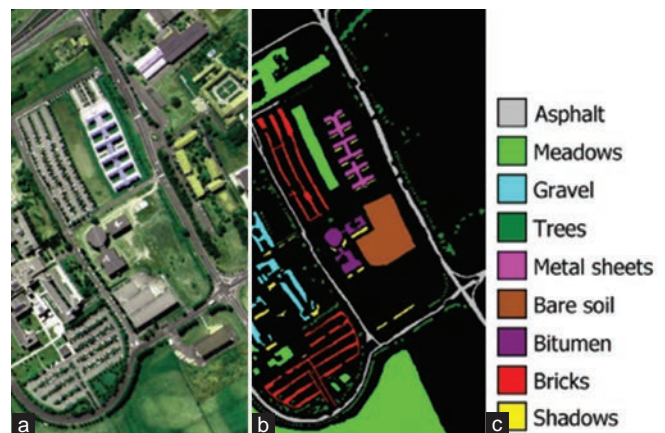 Asphalt
Meadows
Gravel
Trees
Metal sheets
Bare soil
Bitumen
Bricks
Shadows
a
b
c